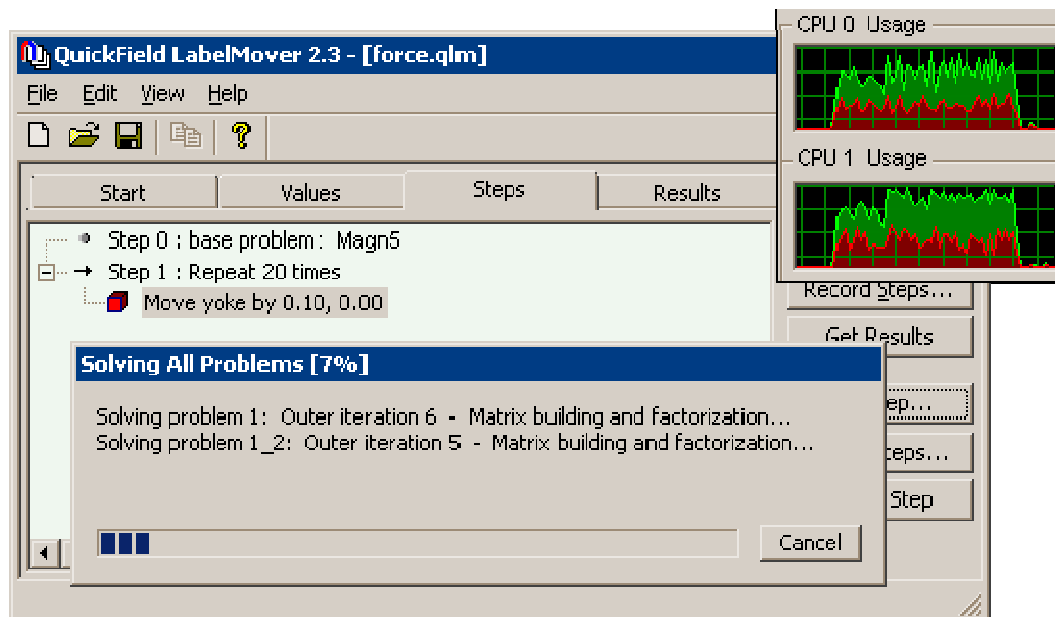 CPU 0 Usage
QuickField LabelMover 2.3 - [force.qlm]
File Edit View Help
CPU 1 Usage
Start Values Steps Results
Step 0 : base problem : Magn5
Step 1 : Repeat 20 times
Move yoke by 0.10, 0.00
Record Steps...
Get Results
Solving All Problems [7%]
Solving problem 1: Outer iteration 6 - Matrix building and factorization...
Solving problem 1_2: Outer iteration 5 - Matrix building and factorization...
Step
Cancel